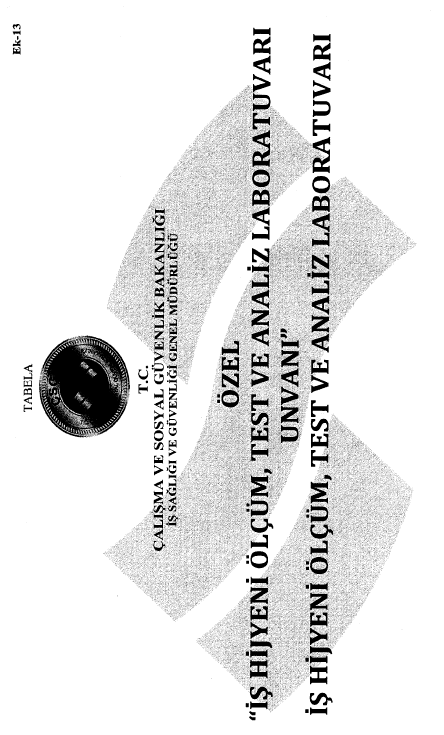 Ek-13
TABELA
T.C.
ÇALIŞMA VE SOSYAL GÜVENLİK BAKANLIĞI
İŞ SAĞLIĞI VE GÜVENLİĞİ GENEL MÜDÜRLÜĞÜ
ÖZEL
“İŞ HİJYENİ ÖLÇÜM, TEST VE ANALİZ LABORATUVARI
UNVANI”
İŞ HİJYENİ ÖLÇÜM, TEST VE ANALİZ LABORATUVARI